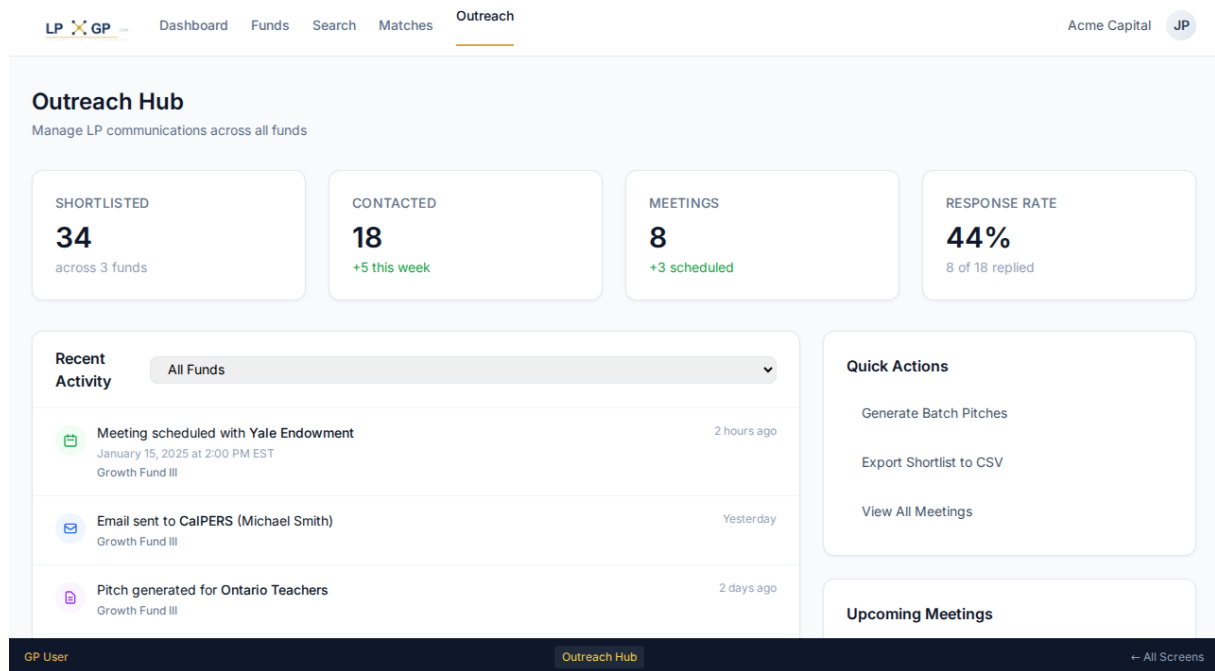 LP GP
Dashboard Funds Search Matches Outreach
Acme Capital JP
Outreach Hub
Manage LP communications across all funds
SHORTLISTED
34
across 3 funds
CONTACTED
18
+5 this week
MEETINGS
8
+3 scheduled
RESPONSE RATE
44%
8 of 18 replied
Recent
Activity
All Funds
Meeting scheduled with Yale Endowment 2 hours ago
January 15, 2025 at 2:00 PM EST
Growth Fund III
Email sent to CalPERS (Michael Smith) Yesterday
Growth Fund III
Pitch generated for Ontario Teachers 2 days ago
Growth Fund III
Quick Actions
Generate Batch Pitches
Export Shortlist to CSV
View All Meetings
Upcoming Meetings
GP User Outreach Hub ← All Screens